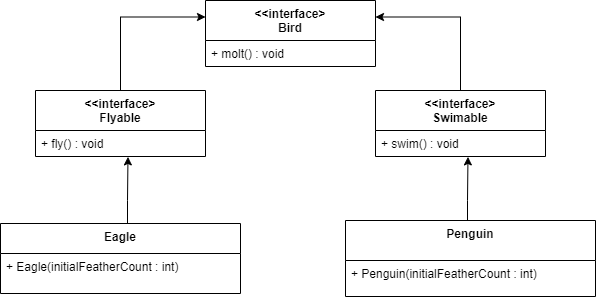 <<interface>
Bird
+ molt() : void
<<interface>
Flyable
+ fly() : void
<<interface>
Swimable
+ swim() : void
Eagle
+ Eagle(initialFeatherCount : int)
Penguin
+ Penguin(initialFeatherCount : int)